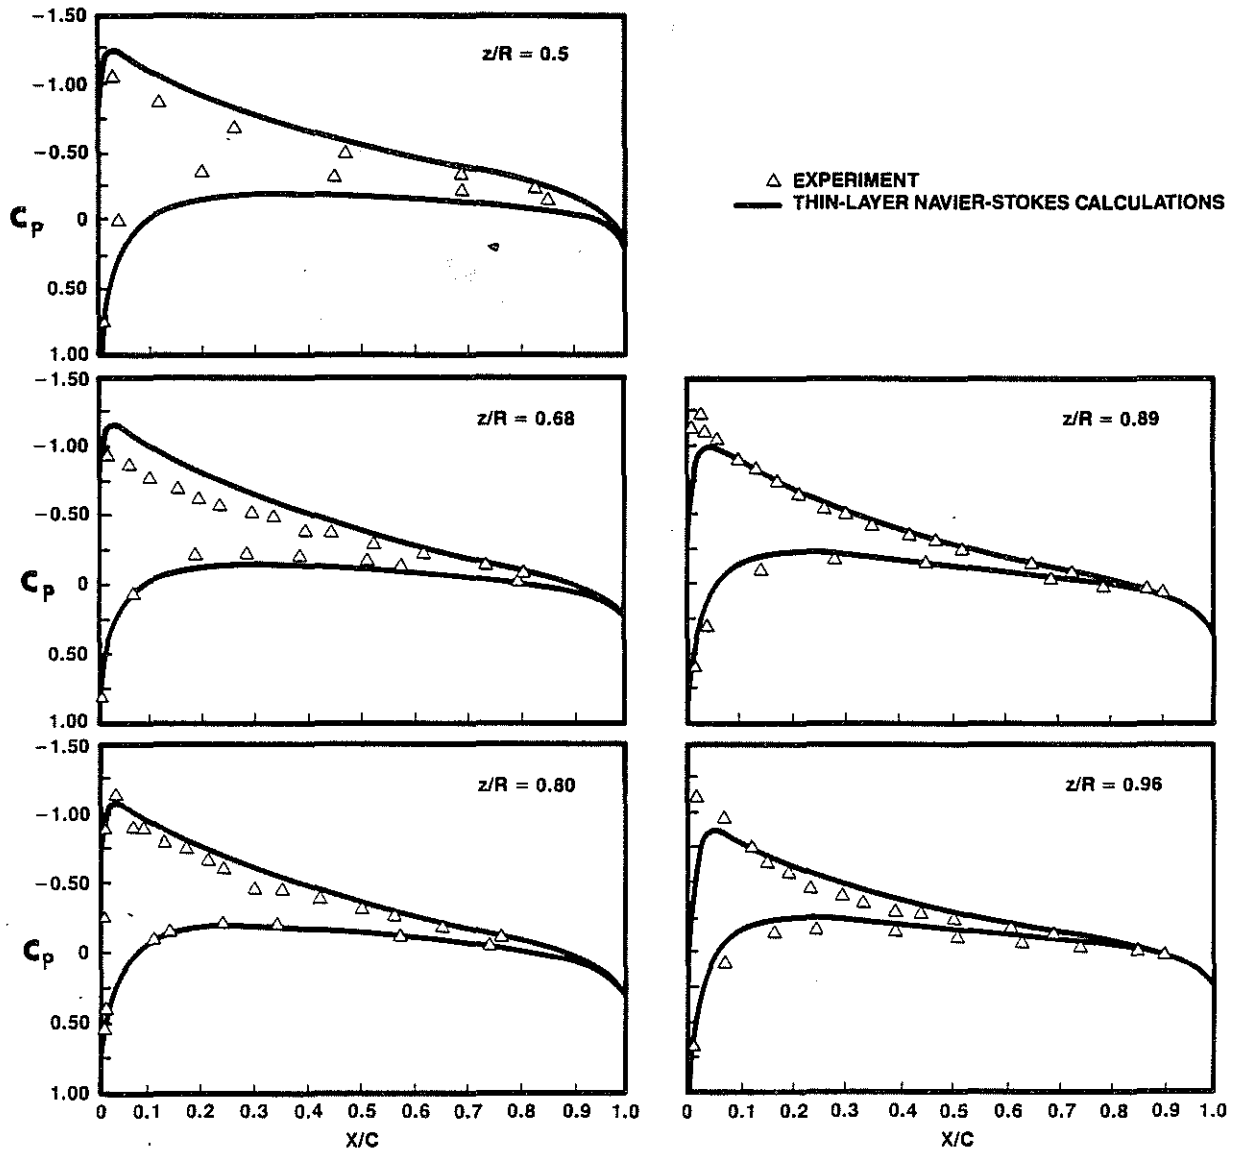 −1.50
−1.00
−0.50
0
0.50
1.00
Cp
z/R = 0.5
△ EXPERIMENT
THIN-LAYER NAVIER-STOKES CALCULATIONS
−1.50
−1.00
−0.50
0
0.50
1.00
Cp
z/R = 0.68
z/R = 0.89
−1.50
−1.00
−0.50
0
0.50
1.00
Cp
z/R = 0.80
0 0.1 0.2 0.3 0.4 0.5 0.6 0.7 0.8 0.9 1.0
X/C
z/R = 0.96
0 0.1 0.2 0.3 0.4 0.5 0.6 0.7 0.8 0.9 1.0
X/C